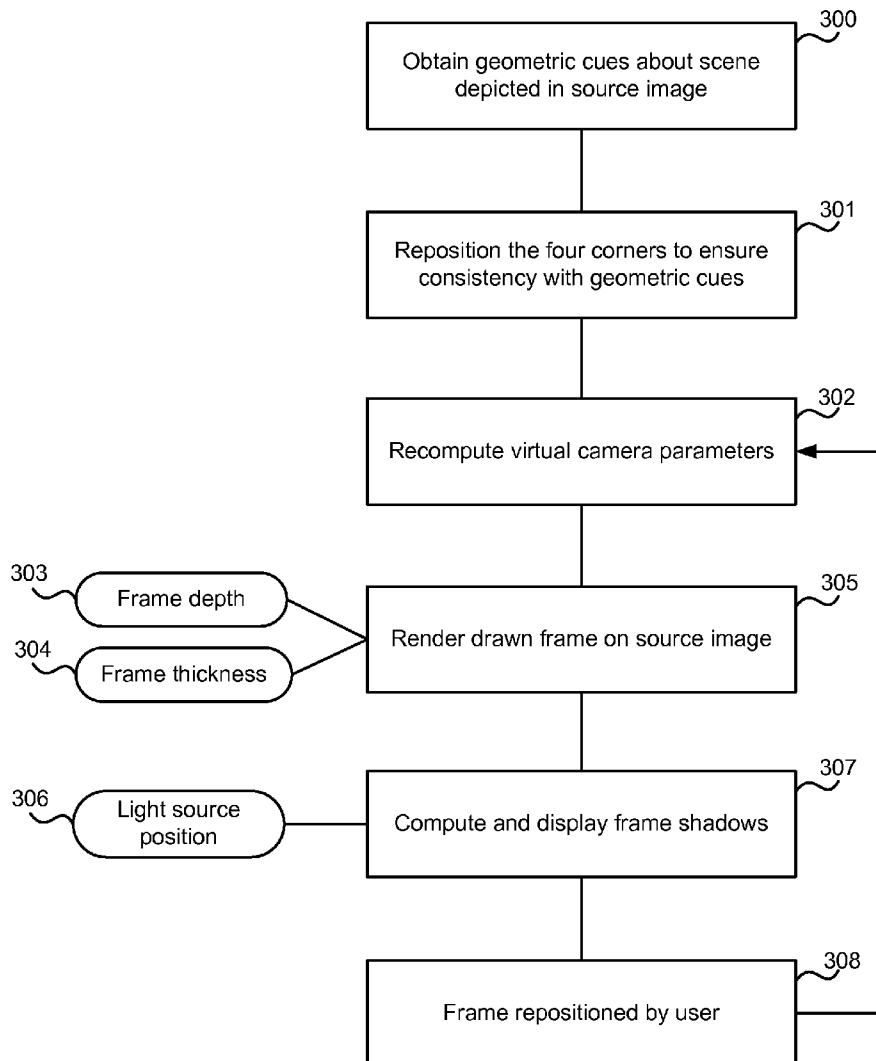 300
Obtain geometric cues about scene
depicted in source image
301
Reposition the four corners to ensure
consistency with geometric cues
302
Recompute virtual camera parameters
303
Frame depth
304
Frame thickness
305
Render drawn frame on source image
306
Light source
position
307
Compute and display frame shadows
308
Frame repositioned by user